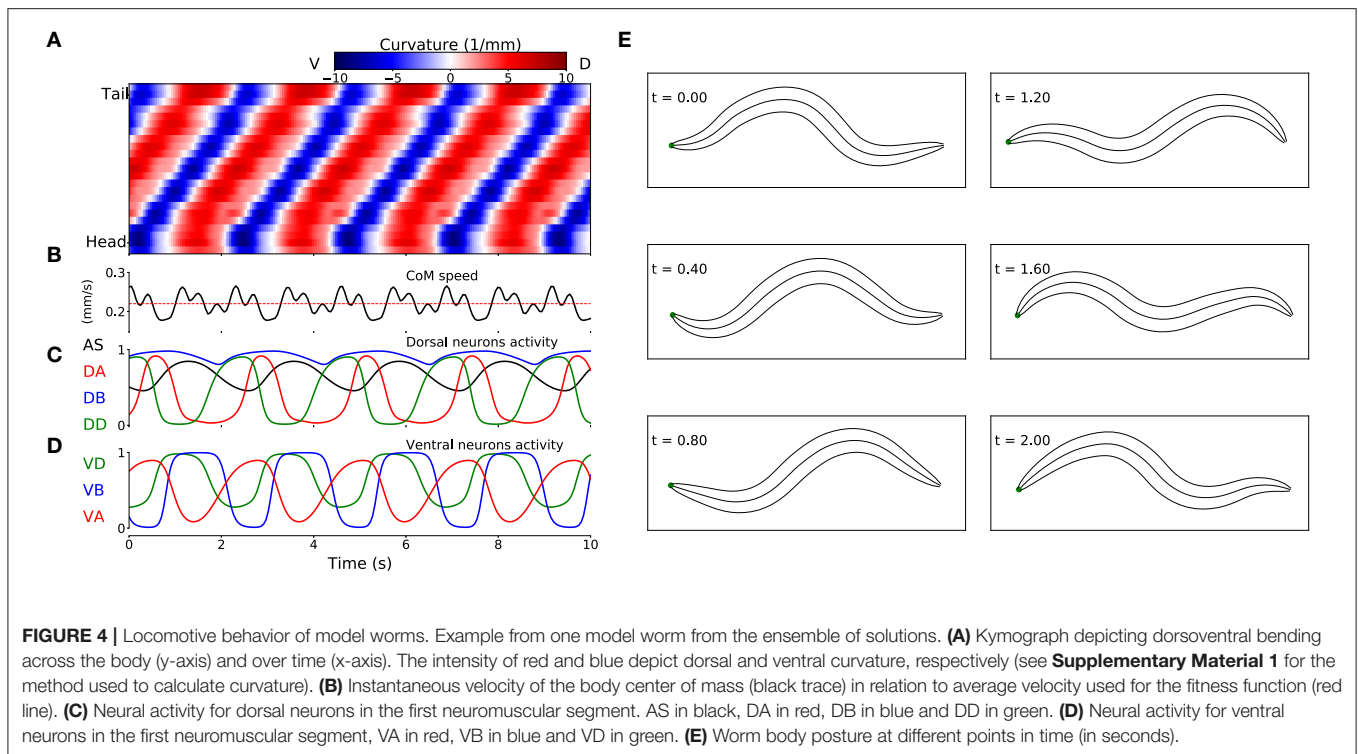 A
Curvature (1/mm)
V
D
−10
−5
0
5
10
Tail
Head
B
CoM speed
0.3
0.2
(mm/s)
C
AS
DA
DB
DD
1
0
Dorsal neurons activity
D
VD
VB
VA
1
0
Ventral neurons activity
0 2 4 6 8 10
Time (s)
E
t = 0.00
t = 1.20
t = 0.40
t = 1.60
t = 0.80
t = 2.00
FIGURE 4 | Locomotive behavior of model worms. Example from one model worm from the ensemble of solutions. (A) Kymograph depicting dorsoventral bending
across the body (y-axis) and over time (x-axis). The intensity of red and blue depict dorsal and ventral curvature, respectively (see Supplementary Material 1 for the
method used to calculate curvature). (B) Instantaneous velocity of the body center of mass (black trace) in relation to average velocity used for the fitness function (red
line). (C) Neural activity for dorsal neurons in the first neuromuscular segment. AS in black, DA in red, DB in blue and DD in green. (D) Neural activity for ventral
neurons in the first neuromuscular segment, VA in red, VB in blue and VD in green. (E) Worm body posture at different points in time (in seconds).